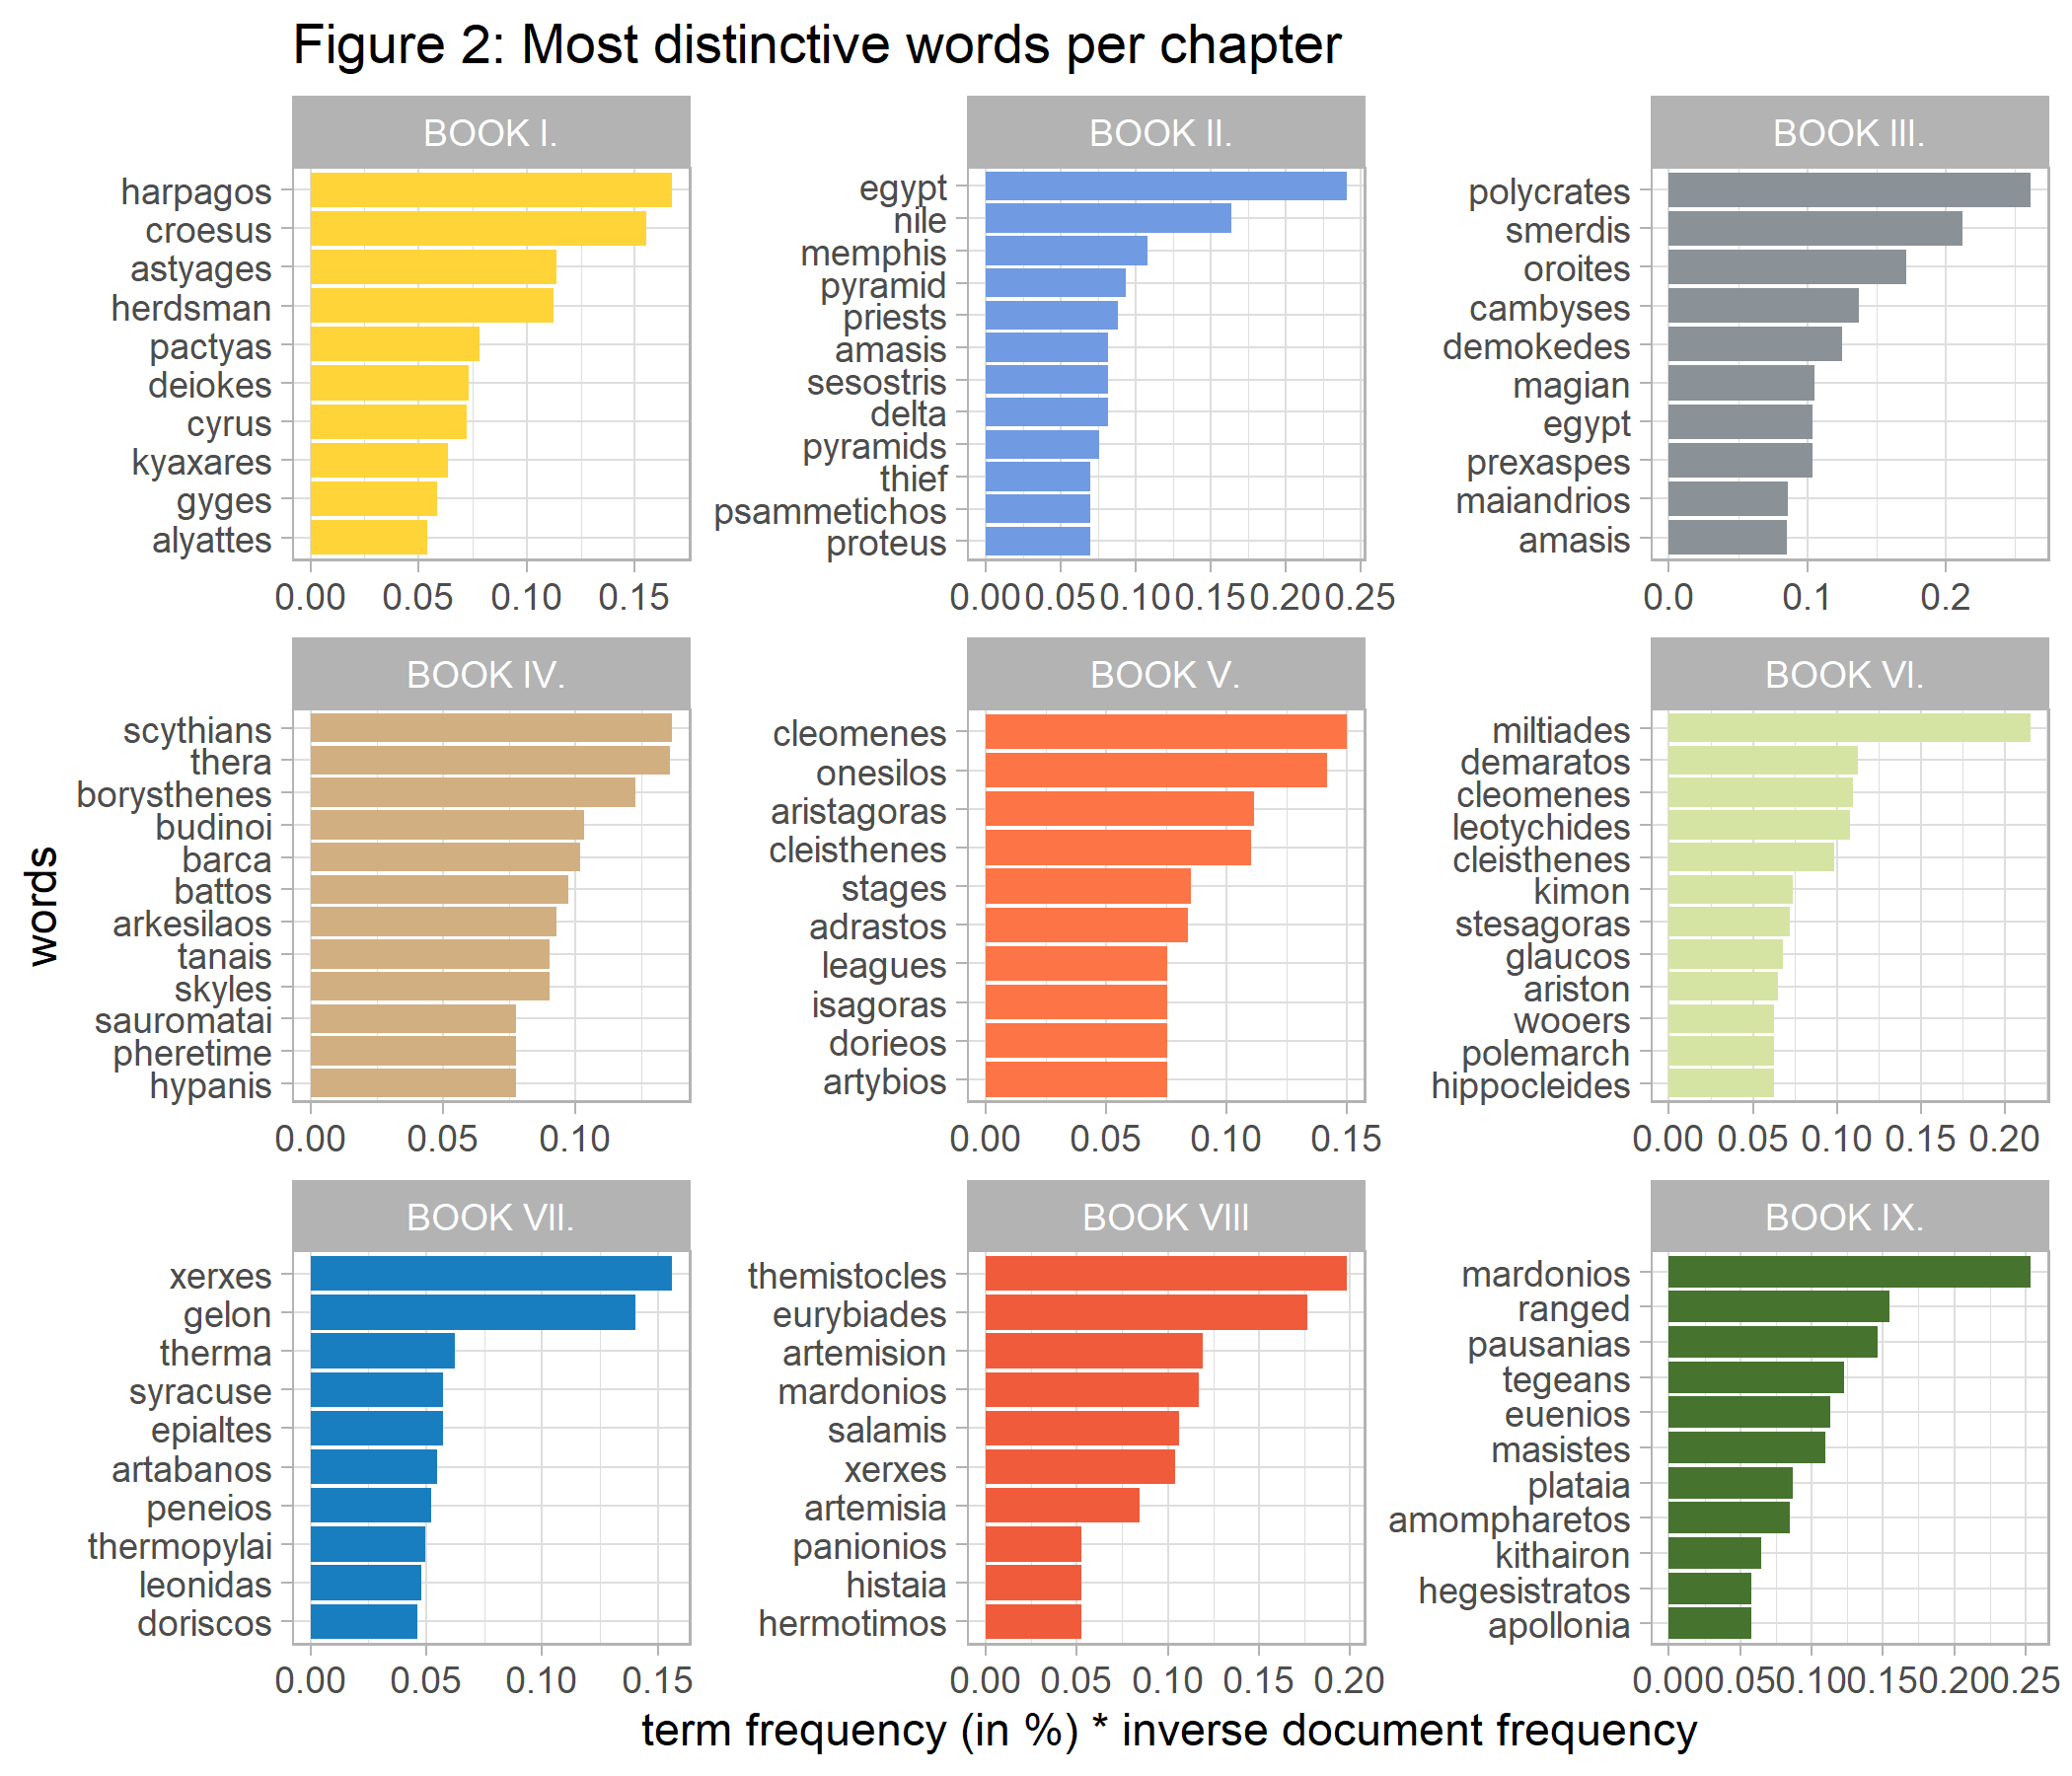 Figure 2: Most distinctive words per chapter
BOOK I.
harpagos
croesus
astyages
herdsman
pactyas
deiokes
cyrus
kyaxares
gyges
alyattes
0.00 0.05 0.10 0.15
BOOK II.
egypt
nile
memphis
pyramid
priests
amasis
sesostris
delta
pyramids
thief
psammetichos
proteus
0.00 0.05 0.10 0.15 0.20 0.25
BOOK III.
polycrates
smerdis
oroites
cambyses
demokedes
magian
egypt
prexaspes
maiandrios
amasis
0.0 0.1 0.2
words
BOOK IV.
scythians
thera
borysthenes
budinoi
barca
battos
arkesilaos
tanais
skyles
sauromatai
pheretime
hypanis
0.00 0.05 0.10
BOOK V.
cleomenes
onesilos
aristagoras
cleisthenes
stages
adrastos
leagues
isagoras
dorieos
artybios
0.00 0.05 0.10 0.15
BOOK VI.
miltiades
demaratos
cleomenes
leotychides
cleisthenes
kimon
stesagoras
glaucos
ariston
wooers
polemarch
hippocleides
0.00 0.05 0.10 0.15 0.20
BOOK VII.
xerxes
gelon
therma
syracuse
epialtes
artabanos
peneios
thermopylai
leonidas
doriscos
0.00 0.05 0.10 0.15
BOOK VIII
themistocles
eurybiades
artemision
mardonios
salamis
xerxes
artemisia
panionios
histaia
hermotimos
0.00 0.05 0.10 0.15 0.20
BOOK IX.
mardonios
ranged
pausanias
tegeans
euenios
masistes
plataia
amompharetos
kithairon
hegesistratos
apollonia
0.00 0.05 0.10 0.15 0.20 0.25
term frequency (in %) * inverse document frequency